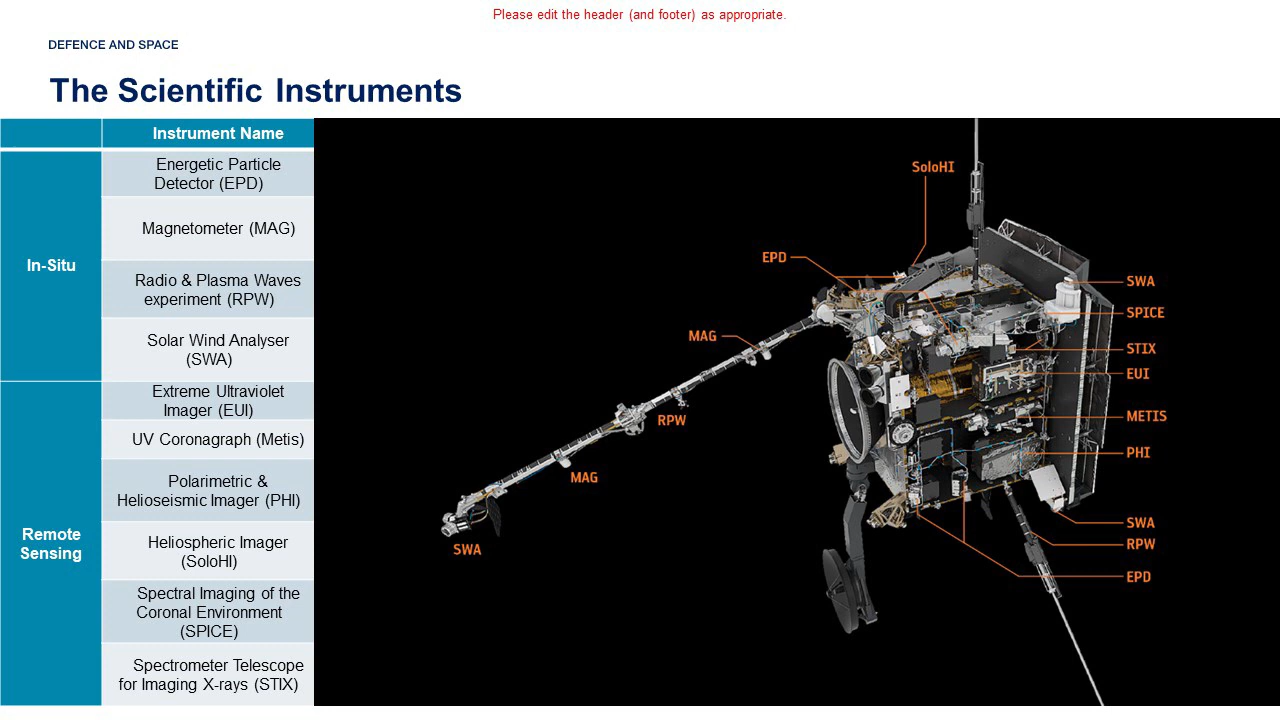 Please edit the header (and footer) as appropriate.
DEFENCE AND SPACE
The Scientific Instruments
Instrument Name
In-Situ
Energetic Particle
Detector (EPD)
Magnetometer (MAG)
Radio & Plasma Waves
experiment (RPW)
Solar Wind Analyser
(SWA)
Remote
Sensing
Extreme Ultraviolet
Imager (EUI)
UV Coronagraph (Metis)
Polarimetric &
Helioseismic Imager (PHI)
Heliospheric Imager
(SoloHI)
Spectral Imaging of the
Coronal Environment
(SPICE)
Spectrometer Telescope
for Imaging X-rays (STIX)
SoloHI
EPD
MAG
RPW
MAG
SWA
SWA
SPICE
STIX
EUI
METIS
PHI
SWA
RPW
EPD